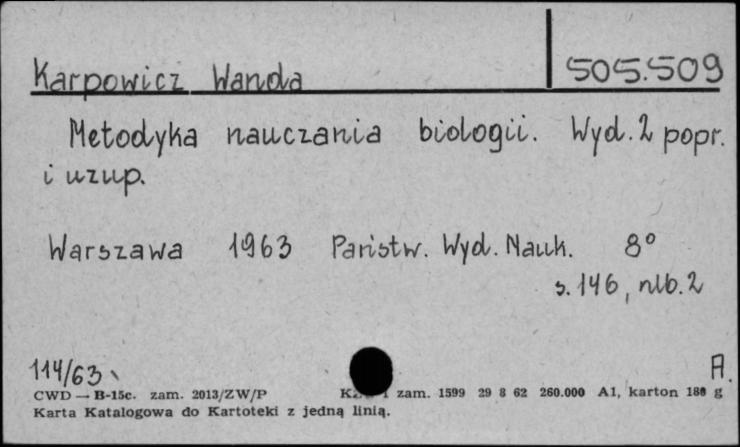 505.509
Karpowicz Wanda
Metodyka nauczania biologii. Wyd. 2 popr.
i uzup.
Warszawa 1963 Państw. Wyd. Nauk. 8°
s. 146, nlb. 2
114/63
A.
CWD — B-15c. zam. 2013/ZW/P zam. 1599 29 8 62 260.000 A1, karton 180 g
Karta Katalogowa do Kartoteki z jedną linią.